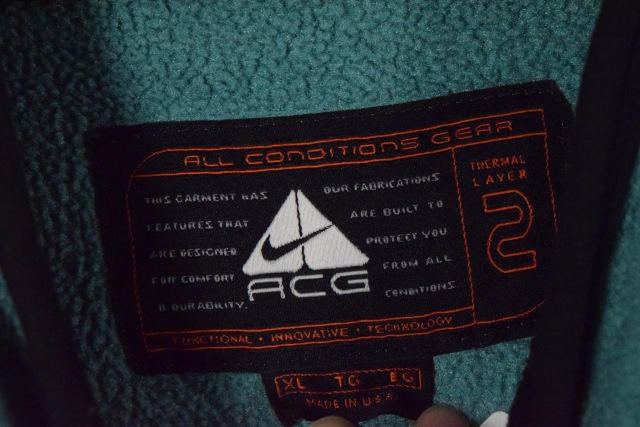 ALL CONDITIONS GEAR
THIS GARMENT HAS
FEATURES THAT
ARE DESIGNED
FOR COMFORT
& DURABILITY.
ACG
OUR FABRICATIONS
ARE BUILT TO
PROTECT YOU
FROM ALL
CONDITIONS.
THERMAL
LAYER
2
FUNCTIONAL • INNOVATIVE • TECHNOLOGY
XL TG EG
MADE IN U.S.A.